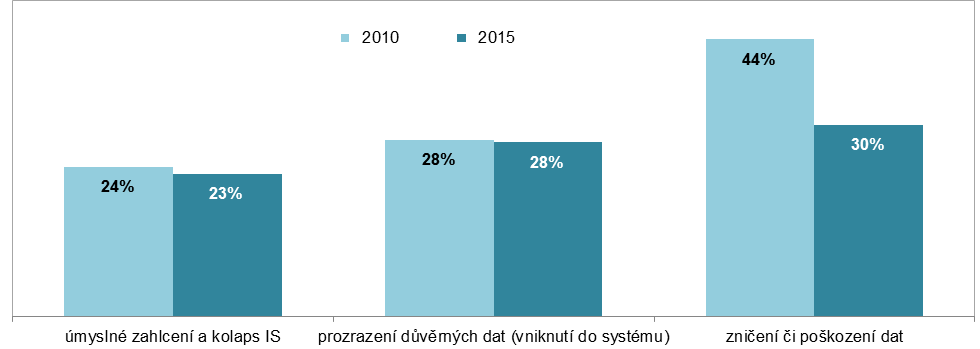 2010 2015
44%
28% 28% 30%
24% 23%
úmyslné zahlcení a kolaps IS prozrazení důvěrných dat (vniknutí do systému) zničení či poškození dat